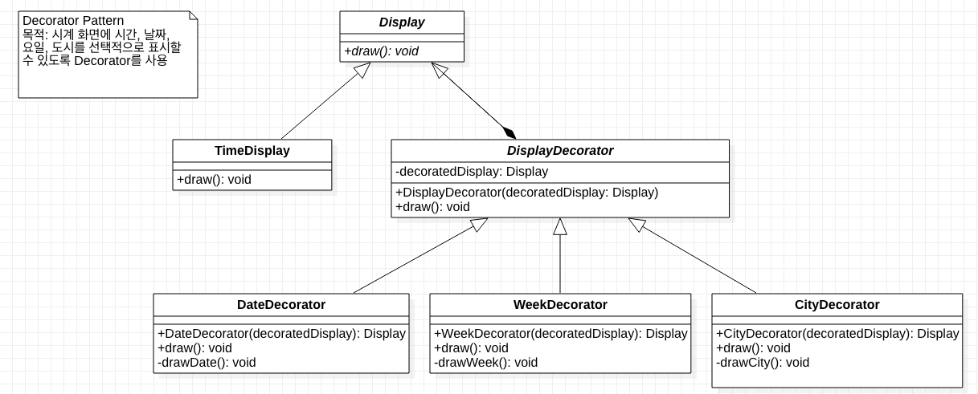 Decorator Pattern
목적: 시계 화면에 시간, 날짜,
요일, 도시를 선택적으로 표시할
수 있도록 Decorator를 사용
Display
+draw(): void
TimeDisplay
+draw(): void
DisplayDecorator
-decoratedDisplay: Display
+DisplayDecorator(decoratedDisplay: Display)
+draw(): void
DateDecorator
+DateDecorator(decoratedDisplay): Display
+draw(): void
-drawDate(): void
WeekDecorator
+WeekDecorator(decoratedDisplay): Display
+draw(): void
-drawWeek(): void
CityDecorator
+CityDecorator(decoratedDisplay): Display
+draw(): void
-drawCity(): void